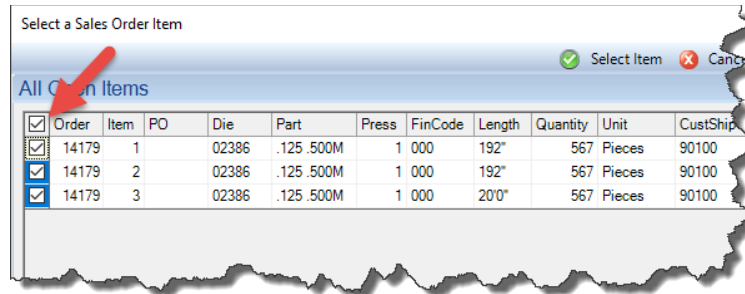 Select a Sales Order Item
Select Item Canc
All Open Items
Order Item PO Die Part Press FinCode Length Quantity Unit CustShip
14179 1 02386 .125 .500M 1 000 192" 567 Pieces 90100
14179 2 02386 .125 .500M 1 000 192" 567 Pieces 90100
14179 3 02386 .125 .500M 1 000 20'0" 567 Pieces 90100